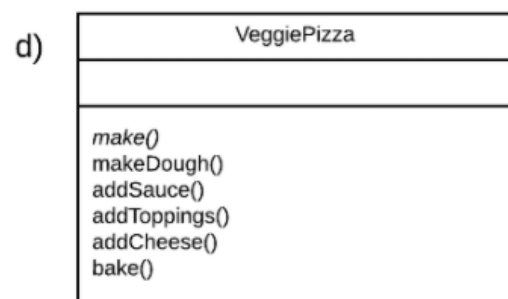 d)
VeggiePizza
make()
makeDough()
addSauce()
addToppings()
addCheese()
bake()